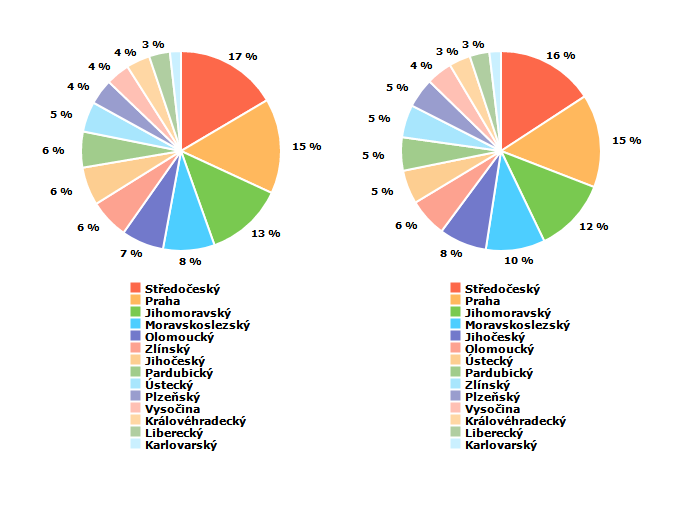 17 %
15 %
13 %
8 %
7 %
6 %
6 %
6 %
5 %
4 %
4 %
4 %
3 %
Středočeský
Praha
Jihomoravský
Moravskoslezský
Olomoucký
Zlínský
Jihočeský
Pardubický
Ústecký
Plzeňský
Vysočina
Královéhradecký
Liberecký
Karlovarský
16 %
15 %
12 %
10 %
8 %
6 %
5 %
5 %
5 %
5 %
4 %
3 %
3 %
Středočeský
Praha
Jihomoravský
Moravskoslezský
Jihočeský
Olomoucký
Ústecký
Pardubický
Zlínský
Plzeňský
Vysočina
Královéhradecký
Liberecký
Karlovarský